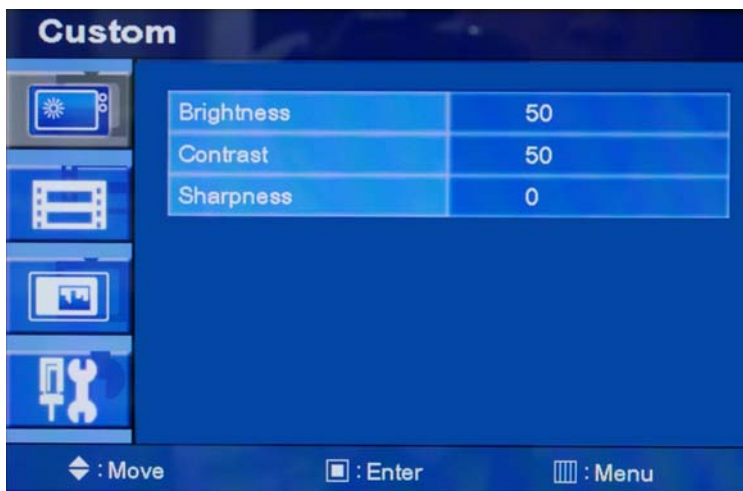 Custom
Brightness 50
Contrast 50
Sharpness 0
: Move : Enter : Menu